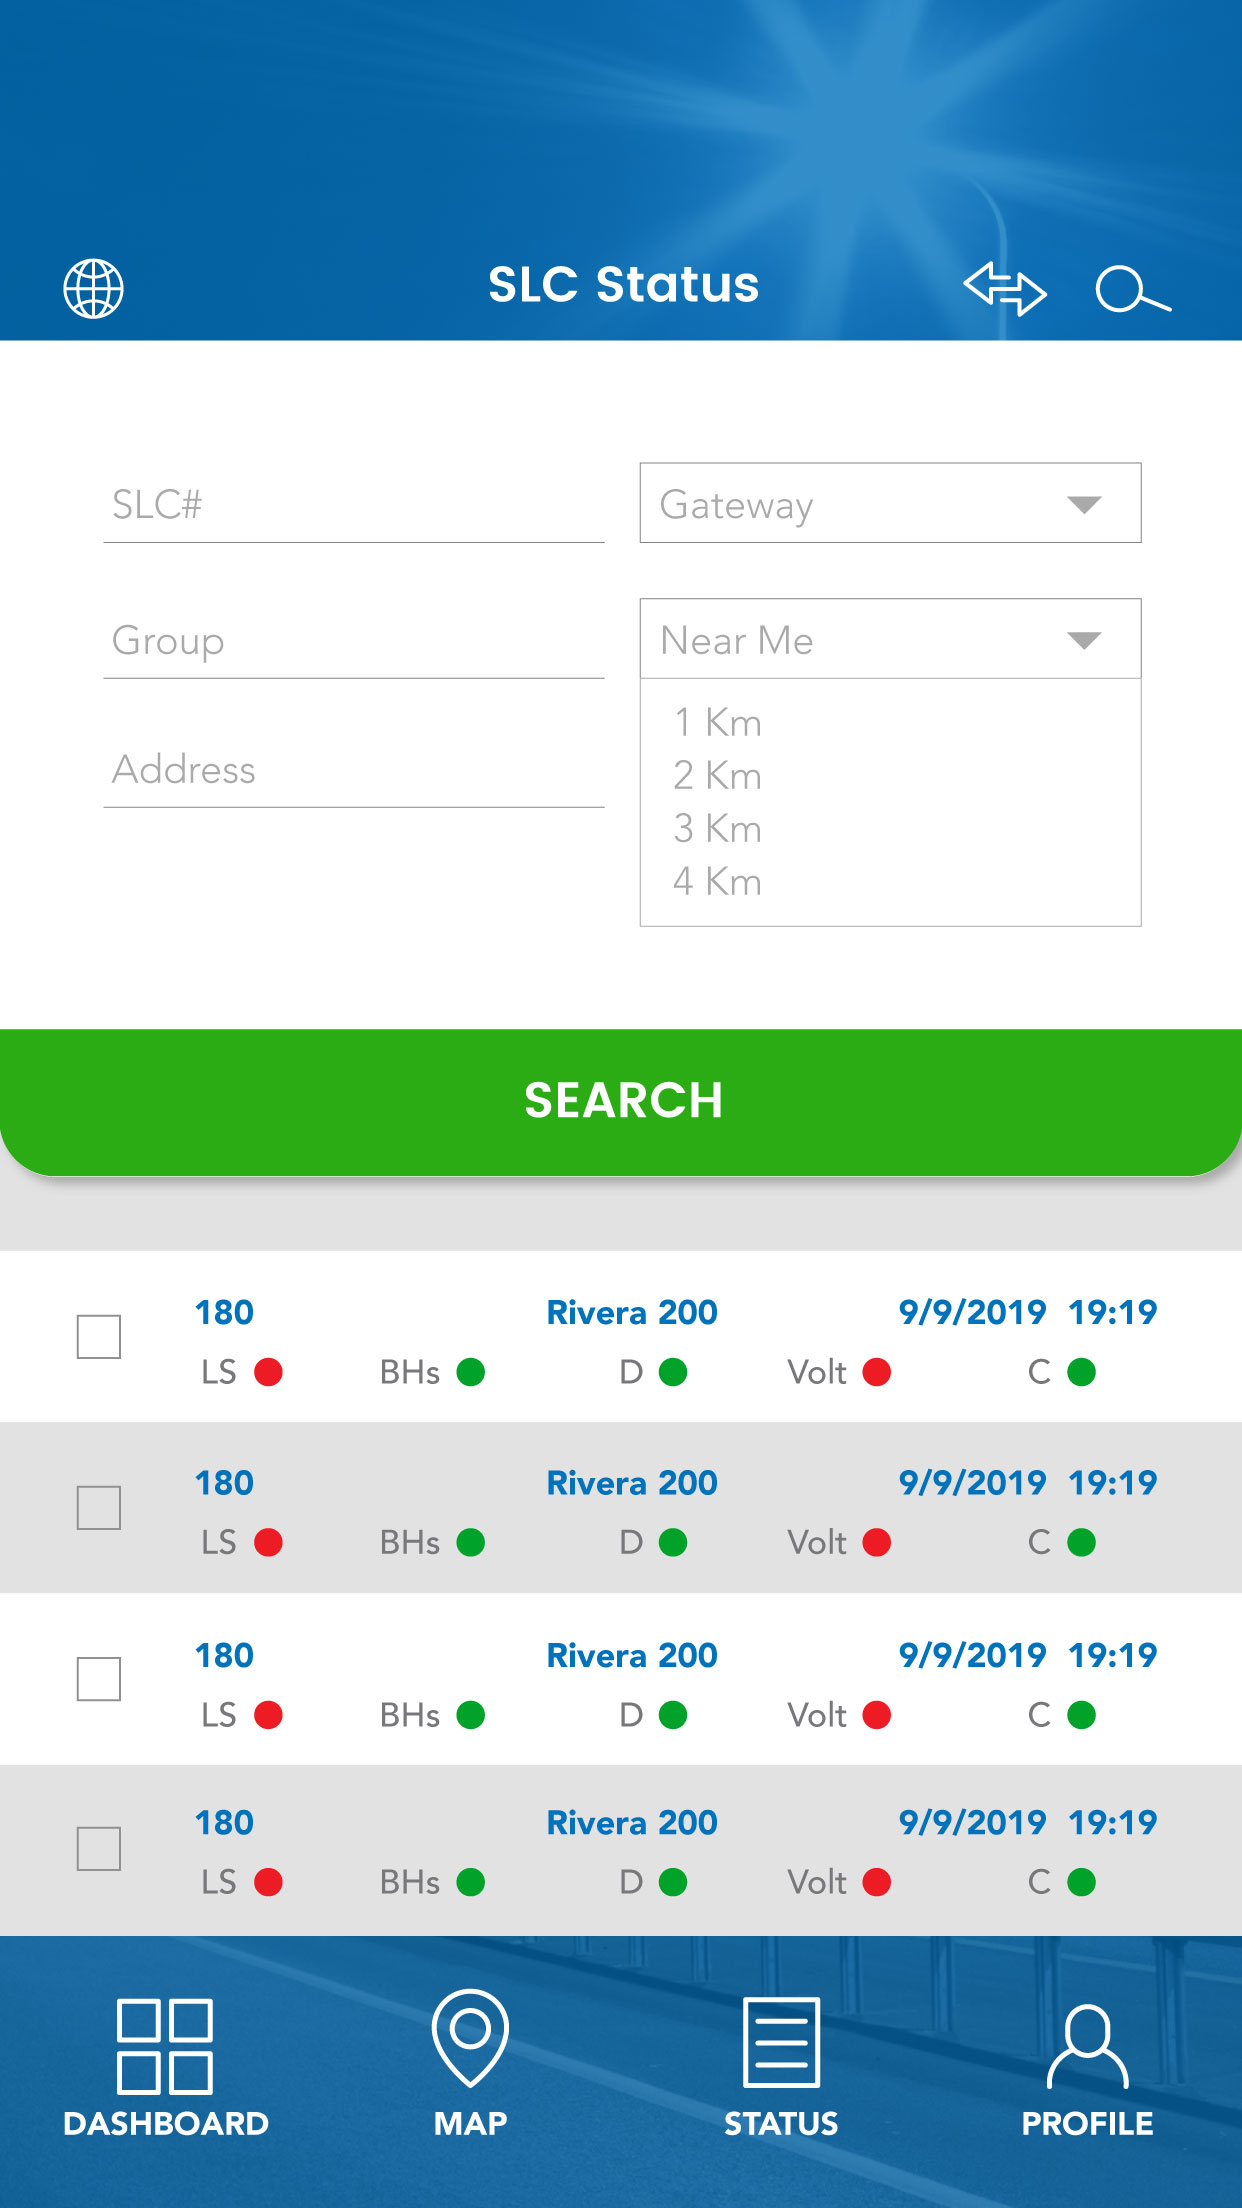 SLC Status
SLC# Gateway
Group Near Me
1 Km
Address 2 Km
3 Km
4 Km
SEARCH
180 Rivera 200 9/9/2019 19:19
LS BHs D Volt C
180 Rivera 200 9/9/2019 19:19
LS BHs D Volt C
180 Rivera 200 9/9/2019 19:19
LS BHs D Volt C
180 Rivera 200 9/9/2019 19:19
LS BHs D Volt C
DASHBOARD MAP STATUS PROFILE